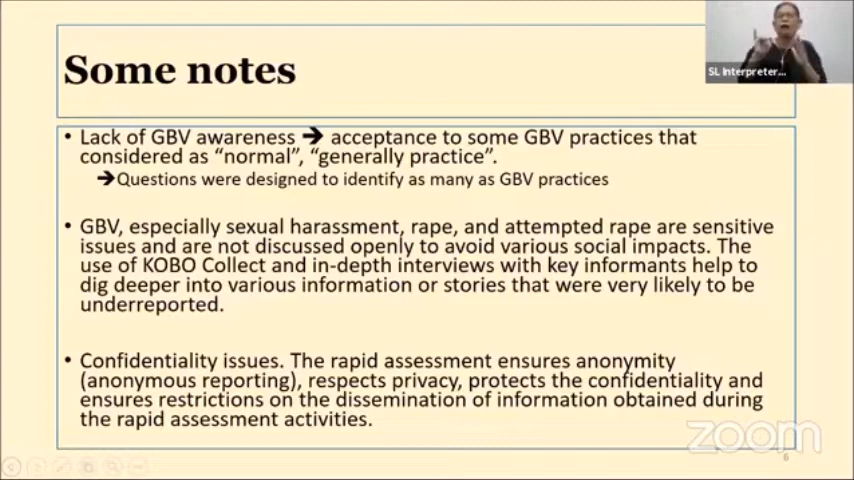 Some notes
SL Interpreter...
• Lack of GBV awareness ➔ acceptance to some GBV practices that
considered as “normal”, “generally practice”.
➔Questions were designed to identify as many as GBV practices
• GBV, especially sexual harassment, rape, and attempted rape are sensitive
issues and are not discussed openly to avoid various social impacts. The
use of KOBO Collect and in-depth interviews with key informants help to
dig deeper into various information or stories that were very likely to be
underreported.
• Confidentiality issues. The rapid assessment ensures anonymity
(anonymous reporting), respects privacy, protects the confidentiality and
ensures restrictions on the dissemination of information obtained during
the rapid assessment activities.
zoom
6